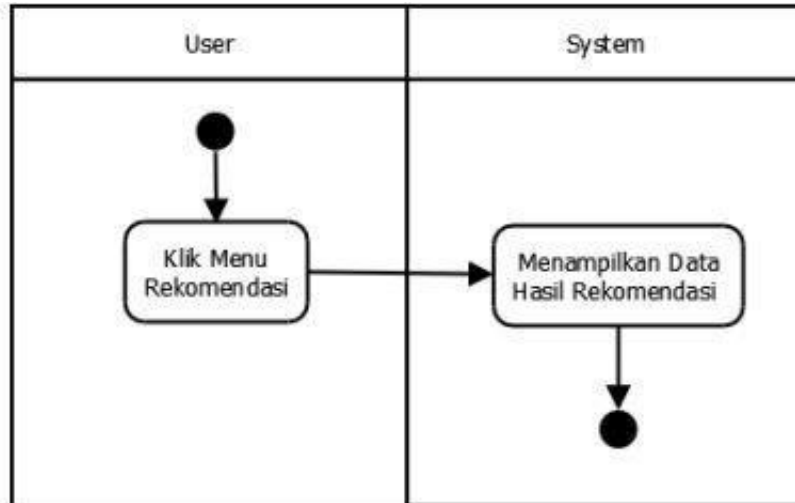 User
System
Klik Menu
Rekomendasi
Menampilkan Data
Hasil Rekomendasi